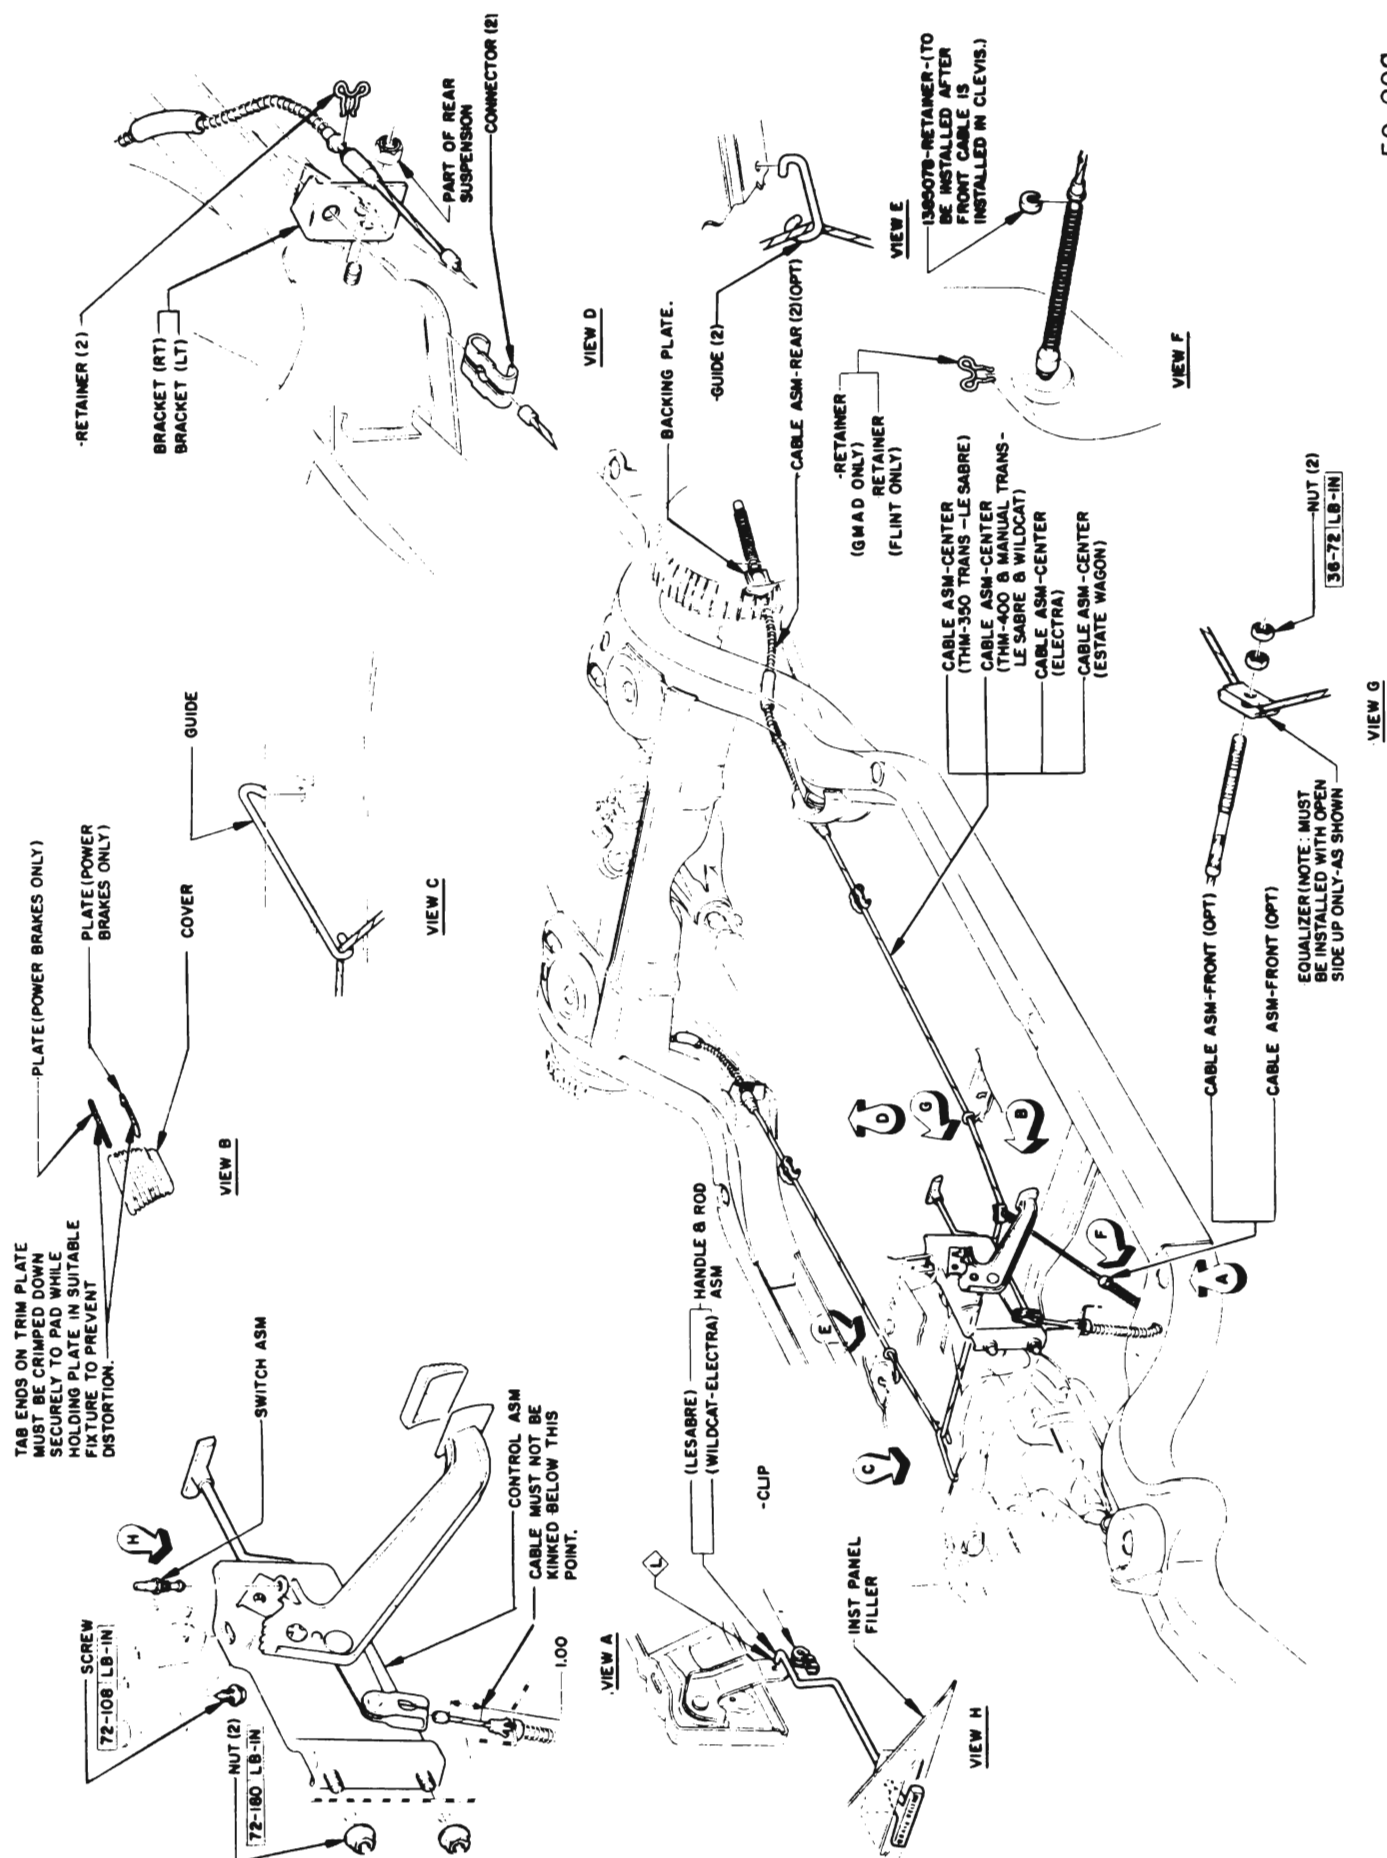 TAB ENDS ON TRIM PLATE
MUST BE CRIMPED DOWN
SECURELY TO PAD WHILE
HOLDING PLATE IN SUITABLE
FIXTURE TO PREVENT
DISTORTION.
PLATE (POWER BRAKES ONLY)
PLATE (POWER
BRAKES ONLY)
COVER
VIEW B
GUIDE
VIEW C
-RETAINER (2)
BRACKET (RT)
BRACKET (LT)
PART OF REAR
SUSPENSION
CONNECTOR (2)
VIEW D
SCREW
72-108 LB-IN
NUT (2)
72-180 LB-IN
H
SWITCH ASM
CONTROL ASM
CABLE MUST NOT BE
KINKED BELOW THIS
POINT.
1.00
VIEW A
BACKING PLATE.
CABLE ASM-REAR (2)(OPT)
-GUIDE (2)
VIEW E
1385078-RETAINER-(TO
BE INSTALLED AFTER
FRONT CABLE IS
INSTALLED IN CLEVIS.)
-RETAINER
(GMAD ONLY)
RETAINER
(FLINT ONLY)
VIEW F
(LESABRE)
(WILDCAT-ELECTRA)
HANDLE & ROD
ASM
-CLIP
L
INST PANEL
FILLER
VIEW H
CABLE ASM-CENTER
(THM-350 TRANS-LE SABRE)
CABLE ASM-CENTER
(THM-400 & MANUAL TRANS-
LE SABRE & WILDCAT)
CABLE ASM-CENTER
(ELECTRA)
CABLE ASM-CENTER
(ESTATE WAGON)
E
C
D
G
B
F
A
CABLE ASM-FRONT (OPT)
CABLE ASM-FRONT (OPT)
EQUALIZER (NOTE: MUST
BE INSTALLED WITH OPEN
SIDE UP ONLY-AS SHOWN
NUT (2)
36-72 LB-IN
VIEW G